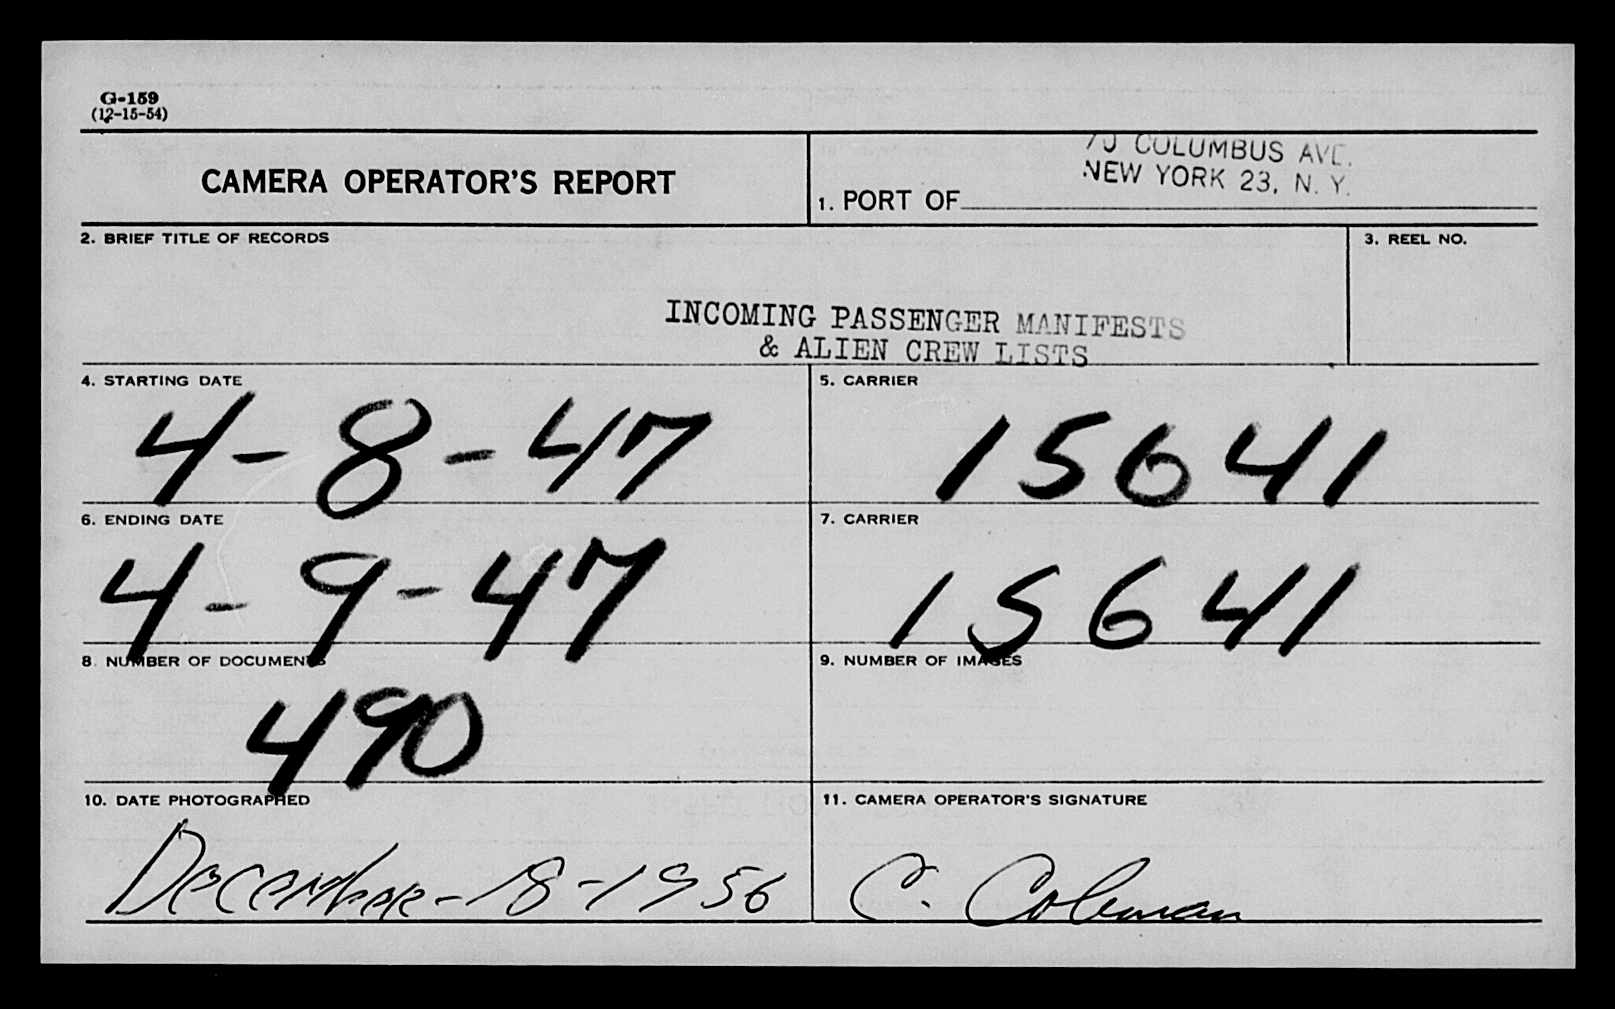 G-159
(12-15-54)
CAMERA OPERATOR'S REPORT
70 COLUMBUS AVE.
NEW YORK 23, N. Y.
1. PORT OF
2. BRIEF TITLE OF RECORDS
3. REEL NO.
INCOMING PASSENGER MANIFESTS
& ALIEN CREW LISTS
4. STARTING DATE
5. CARRIER
4-8-47
15641
6. ENDING DATE
7. CARRIER
4-9-47
15641
8. NUMBER OF DOCUMENTS
9. NUMBER OF IMAGES
490
10. DATE PHOTOGRAPHED
11. CAMERA OPERATOR'S SIGNATURE
December-18-1956
C. Coleman